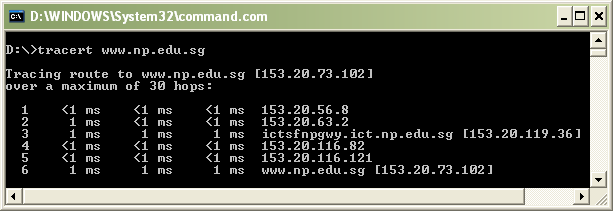 D:\WINDOWS\System32\command.com
D:\>tracert www.np.edu.sg
Tracing route to www.np.edu.sg [153.20.73.102]
over a maximum of 30 hops:
1 <1 ms <1 ms <1 ms 153.20.56.8
2 <1 ms <1 ms <1 ms 153.20.63.2
3 1 ms 1 ms 1 ms ictsfnpgwy.ict.np.edu.sg [153.20.119.36]
4 <1 ms <1 ms <1 ms 153.20.116.82
5 <1 ms <1 ms <1 ms 153.20.116.121
6 1 ms 1 ms 1 ms www.np.edu.sg [153.20.73.102]